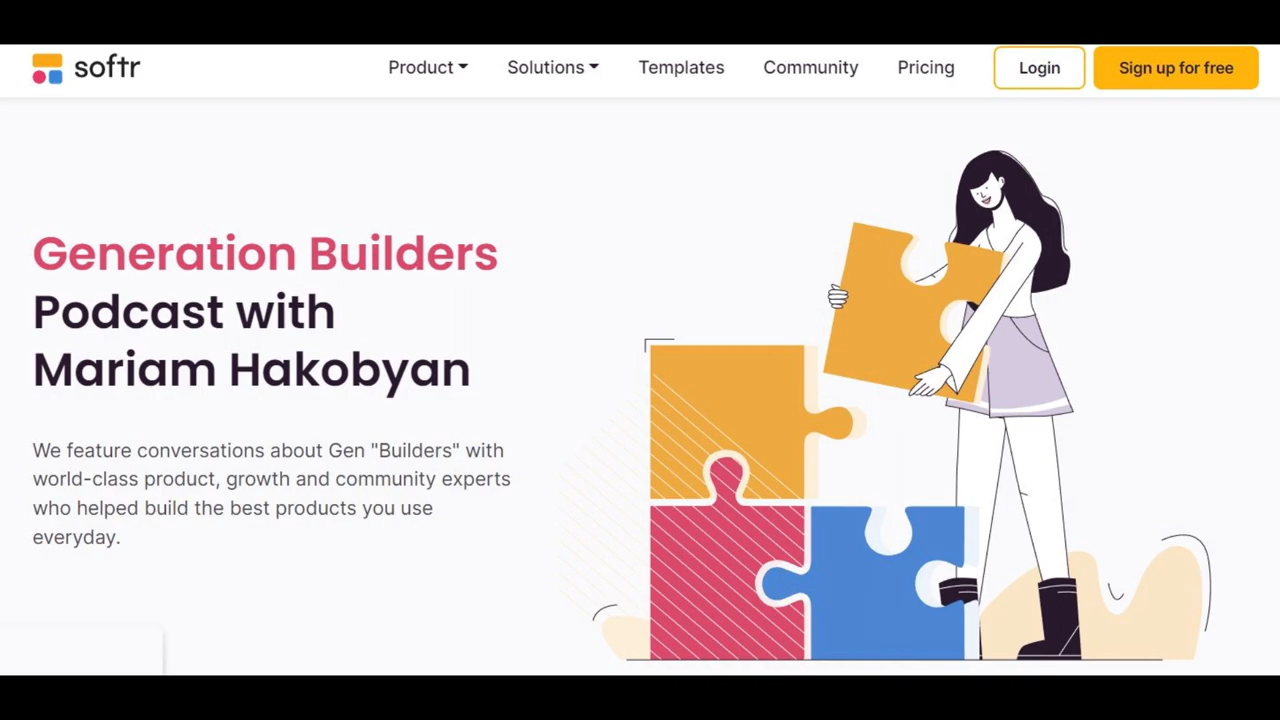 softr
Product
Solutions
Templates
Community
Pricing
Login
Sign up for free
Generation Builders
Podcast with
Mariam Hakobyan
We feature conversations about Gen "Builders" with
world-class product, growth and community experts
who helped build the best products you use
everyday.